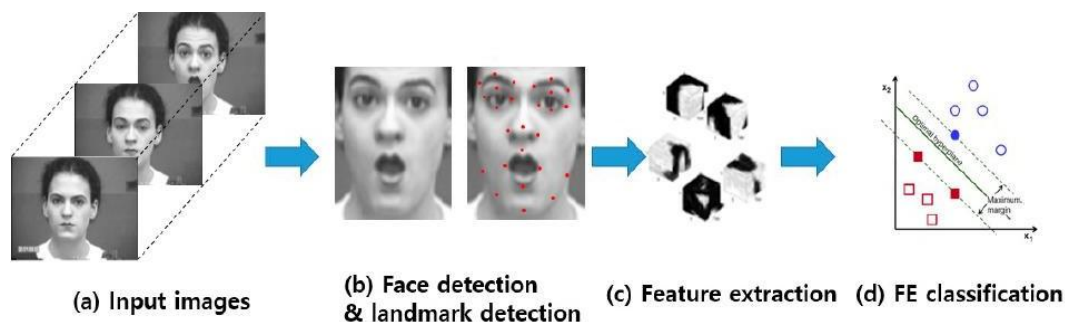 x2
Optimal hyperplane
Maximum
margin
x1
(a) Input images
(b) Face detection
& landmark detection
(c) Feature extraction
(d) FE classification